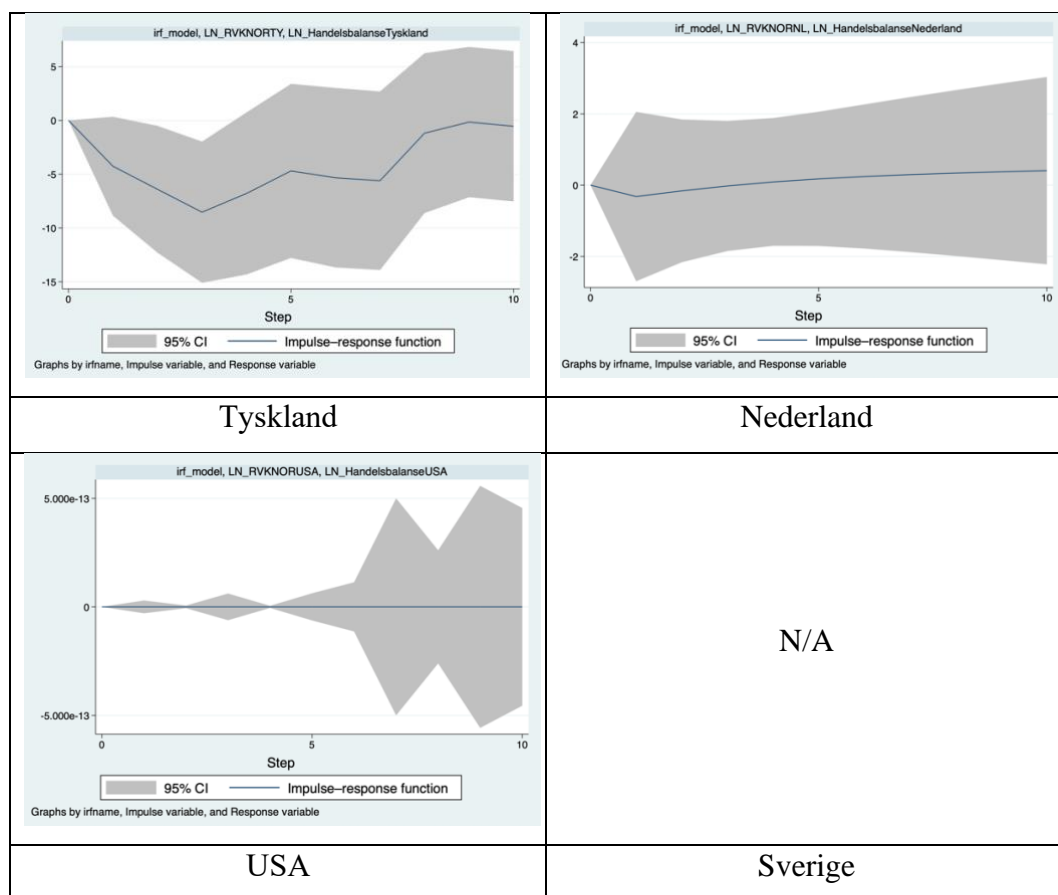 irf_model, LN_RVKNORTY, LN_HandelsbalanseTyskland
5
0
-5
-10
-15
0
5
10
Step
95% CI
Impulse–response function
Graphs by irfname, Impulse variable, and Response variable
irf_model, LN_RVKNORNL, LN_HandelsbalanseNederland
4
2
0
-2
0
5
10
Step
95% CI
Impulse–response function
Graphs by irfname, Impulse variable, and Response variable
Tyskland
Nederland
irf_model, LN_RVKNORUSA, LN_HandelsbalanseUSA
5.000e-13
0
-5.000e-13
0
5
10
Step
95% CI
Impulse–response function
Graphs by irfname, Impulse variable, and Response variable
N/A
USA
Sverige